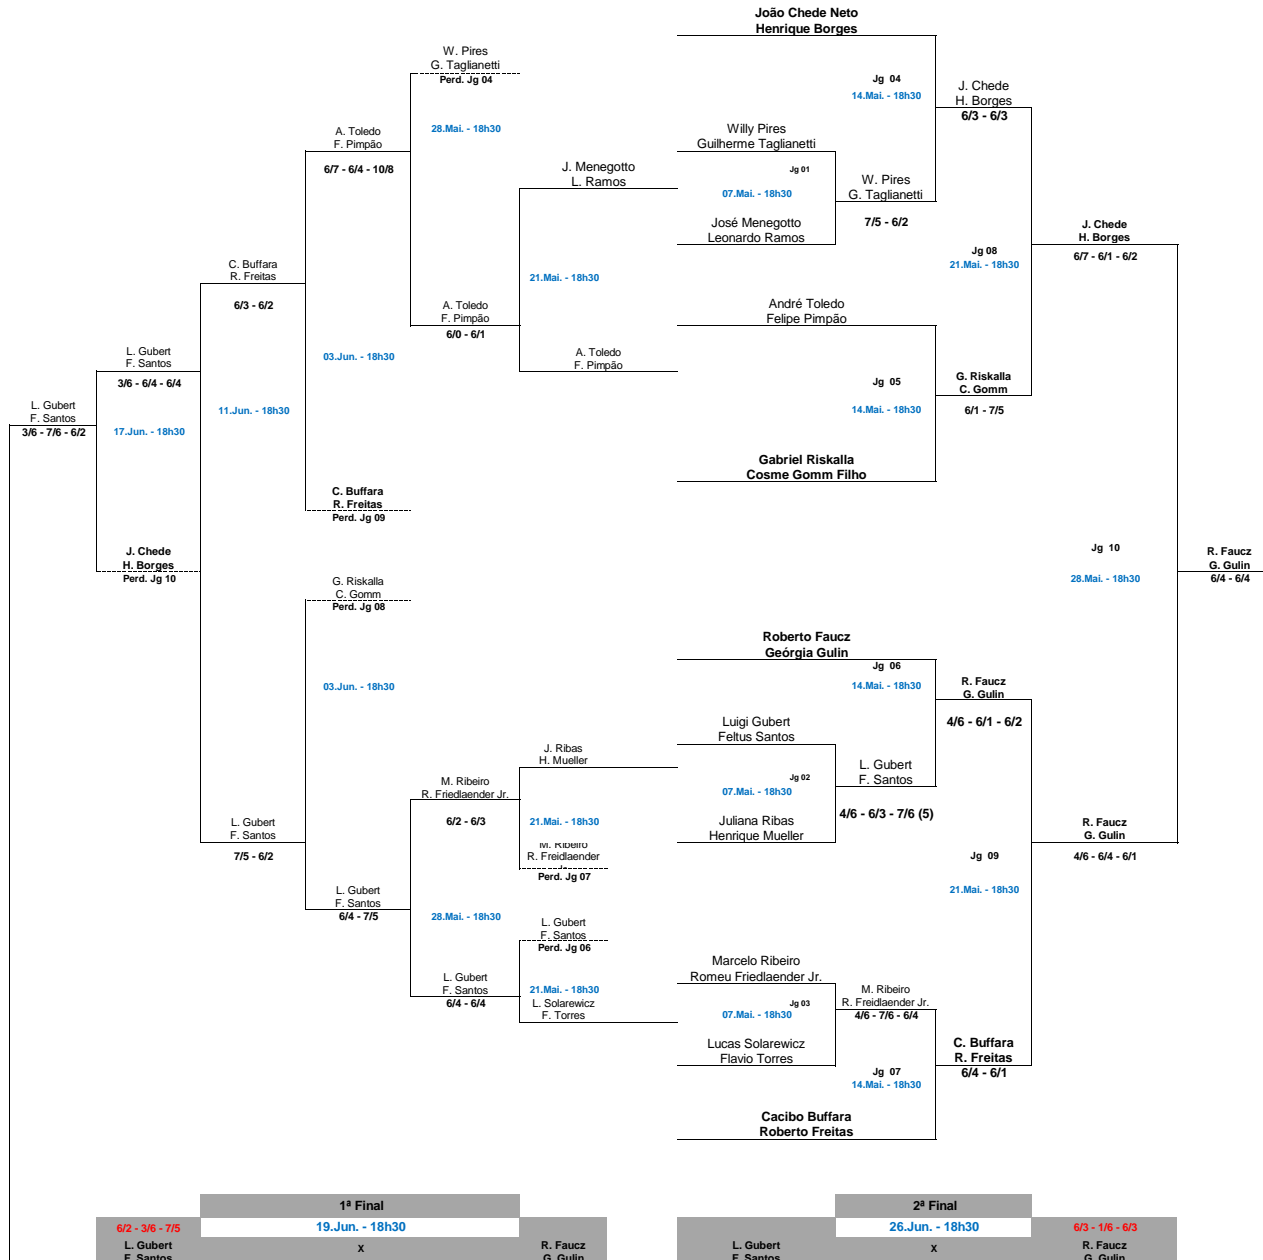 João Chede Neto
Henrique Borges
W. Pires
G. Taglianetti
Perd. Jg 04
Jg 04
14.Mai. - 18h30
J. Chede
H. Borges
6/3 - 6/3
28.Mai. - 18h30
A. Toledo
F. Pimpão
6/7 - 6/4 - 10/8
Willy Pires
Guilherme Taglianetti
Jg 01
07.Mai. - 18h30
J. Menegotto
L. Ramos
W. Pires
G. Taglianetti
7/5 - 6/2
José Menegotto
Leonardo Ramos
J. Chede
H. Borges
6/7 - 6/1 - 6/2
Jg 08
21.Mai. - 18h30
C. Buffara
R. Freitas
6/3 - 6/2
21.Mai. - 18h30
A. Toledo
F. Pimpão
6/0 - 6/1
André Toledo
Felipe Pimpão
L. Gubert
F. Santos
3/6 - 6/4 - 6/4
03.Jun. - 18h30
A. Toledo
F. Pimpão
Jg 05
14.Mai. - 18h30
G. Riskalla
C. Gomm
6/1 - 7/5
L. Gubert
F. Santos
3/6 - 7/6 - 6/2
11.Jun. - 18h30
17.Jun. - 18h30
Gabriel Riskalla
Cosme Gomm Filho
C. Buffara
R. Freitas
Perd. Jg 09
J. Chede
H. Borges
Perd. Jg 10
Jg 10
28.Mai. - 18h30
R. Faucz
G. Gulin
6/4 - 6/4
G. Riskalla
C. Gomm
Perd. Jg 08
Roberto Faucz
Geórgia Gulin
Jg 06
14.Mai. - 18h30
03.Jun. - 18h30
R. Faucz
G. Gulin
4/6 - 6/1 - 6/2
Luigi Gubert
Feltus Santos
J. Ribas
H. Mueller
Jg 02
07.Mai. - 18h30
L. Gubert
F. Santos
4/6 - 6/3 - 7/6 (5)
M. Ribeiro
R. Friedlaender Jr.
6/2 - 6/3
21.Mai. - 18h30
Juliana Ribas
Henrique Mueller
L. Gubert
F. Santos
7/5 - 6/2
M. Ribeiro
R. Freidlaender
Perd. Jg 07
R. Faucz
G. Gulin
4/6 - 6/4 - 6/1
Jg 09
21.Mai. - 18h30
L. Gubert
F. Santos
6/4 - 7/5
28.Mai. - 18h30
L. Gubert
F. Santos
Perd. Jg 06
Marcelo Ribeiro
Romeu Friedlaender Jr.
L. Gubert
F. Santos
6/4 - 6/4
21.Mai. - 18h30
L. Solarewicz
F. Torres
Jg 03
07.Mai. - 18h30
M. Ribeiro
R. Freidlaender Jr.
4/6 - 7/6 - 6/4
Lucas Solarewicz
Flavio Torres
Jg 07
14.Mai. - 18h30
C. Buffara
R. Freitas
6/4 - 6/1
Cacibo Buffara
Roberto Freitas
1ª Final
6/2 - 3/6 - 7/5
19.Jun. - 18h30
L. Gubert
F. Santos
x
R. Faucz
G. Gulin
2ª Final
26.Jun. - 18h30
6/3 - 1/6 - 6/3
L. Gubert
F. Santos
x
R. Faucz
G. Gulin